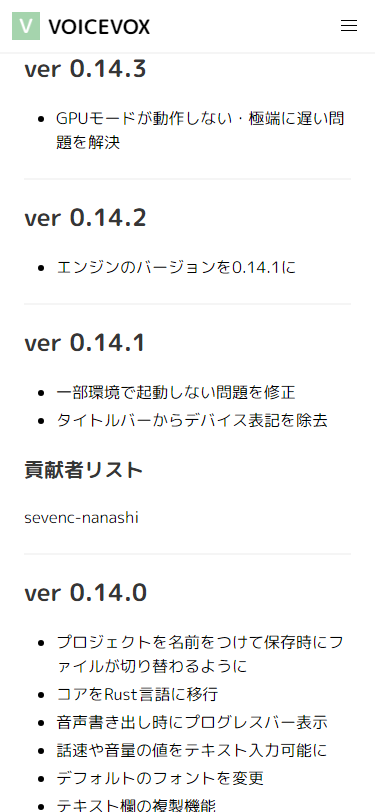 V VOICEVOX
ver 0.14.3
GPUモードが動作しない・極端に遅い問
題を解決
ver 0.14.2
エンジンのバージョンを0.14.1に
ver 0.14.1
一部環境で起動しない問題を修正
タイトルバーからデバイス表記を除去
貢献者リスト
sevenc-nanashi
ver 0.14.0
プロジェクトを名前をつけて保存時にフ
ァイルが切り替わるように
コアをRust言語に移行
音声書き出し時にプログレスバー表示
話速や音量の値をテキスト入力可能に
デフォルトのフォントを変更
テキスト欄の複製機能